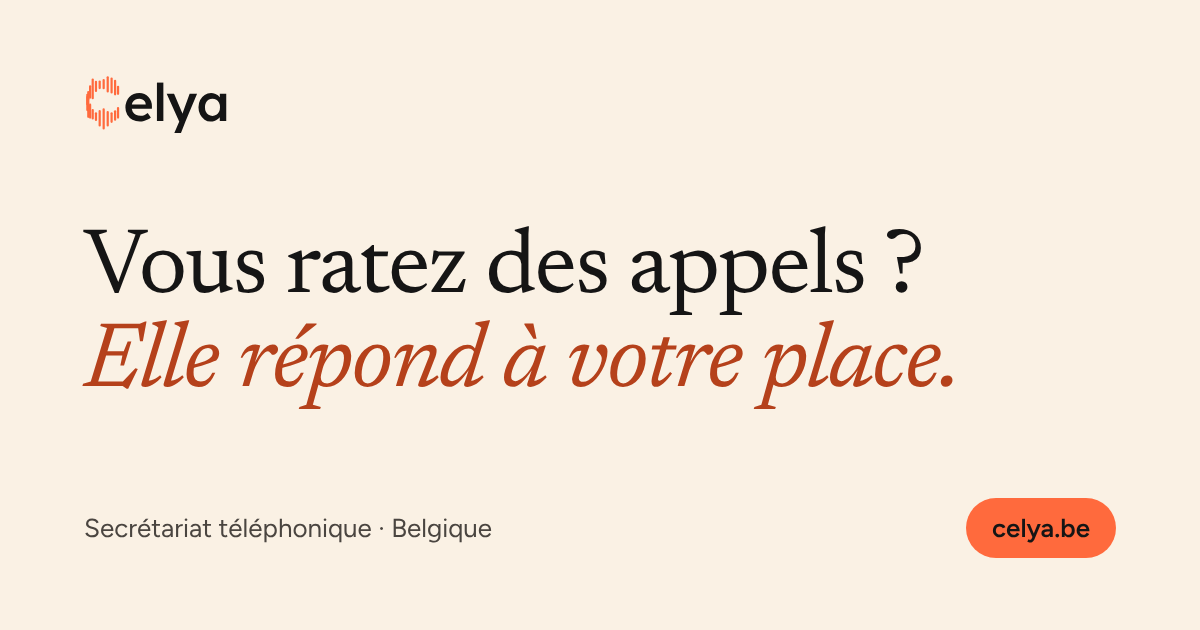 Celya
Vous ratez des appels ?
Elle répond à votre place.
Secrétariat téléphonique · Belgique
celya.be